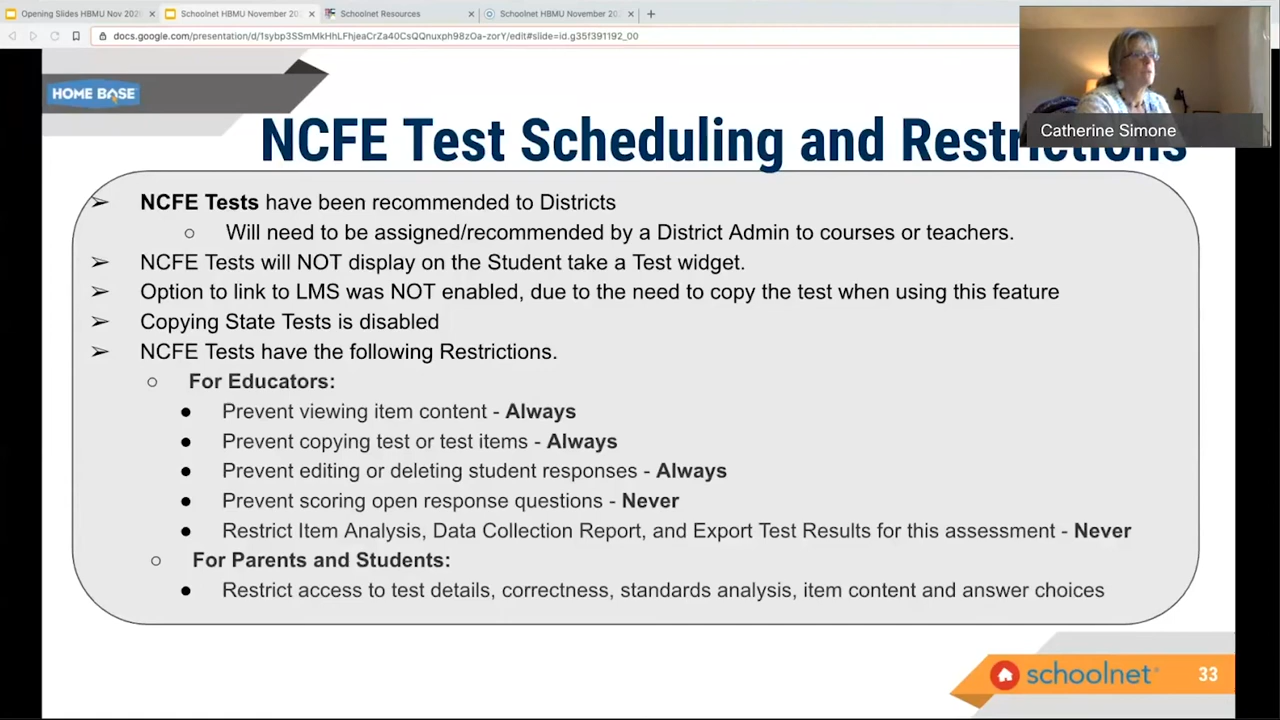 Opening Slides HBMU Nov 202
Schoolnet HBMU November 202
Schoolnet Resources
Schoolnet HBMU November 202
docs.google.com/presentation/d/1sybp3SSmMkHhLFhjeaCrZa40CsQQnuxph98zOa-zorY/edit#slide=id.g35f391192_00
HOME BASE
Catherine Simone
NCFE Test Scheduling and Restrictions
➢ NCFE Tests have been recommended to Districts
○ Will need to be assigned/recommended by a District Admin to courses or teachers.
➢ NCFE Tests will NOT display on the Student take a Test widget.
➢ Option to link to LMS was NOT enabled, due to the need to copy the test when using this feature
➢ Copying State Tests is disabled
➢ NCFE Tests have the following Restrictions.
○ For Educators:
● Prevent viewing item content - Always
● Prevent copying test or test items - Always
● Prevent editing or deleting student responses - Always
● Prevent scoring open response questions - Never
● Restrict Item Analysis, Data Collection Report, and Export Test Results for this assessment - Never
○ For Parents and Students:
● Restrict access to test details, correctness, standards analysis, item content and answer choices
schoolnet
33